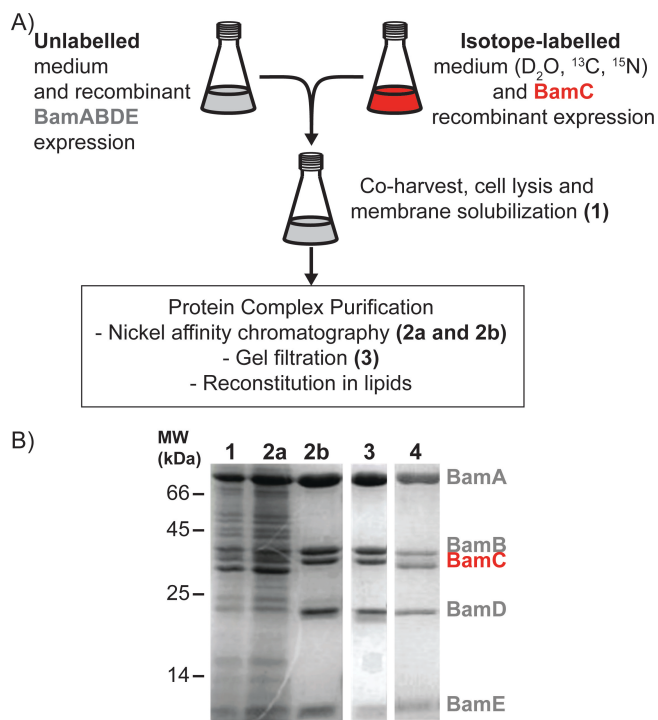 A)
Unlabelled
medium
and recombinant
BamABDE
expression
Isotope-labelled
medium (D₂O, ¹³C, ¹⁵N)
and BamC
recombinant expression
Co-harvest, cell lysis and
membrane solubilization (1)
Protein Complex Purification
- Nickel affinity chromatography (2a and 2b)
- Gel filtration (3)
- Reconstitution in lipids
B)
MW
(kDa)
1 2a 2b 3 4
66
45
25
14
BamA
BamB
BamC
BamD
BamE